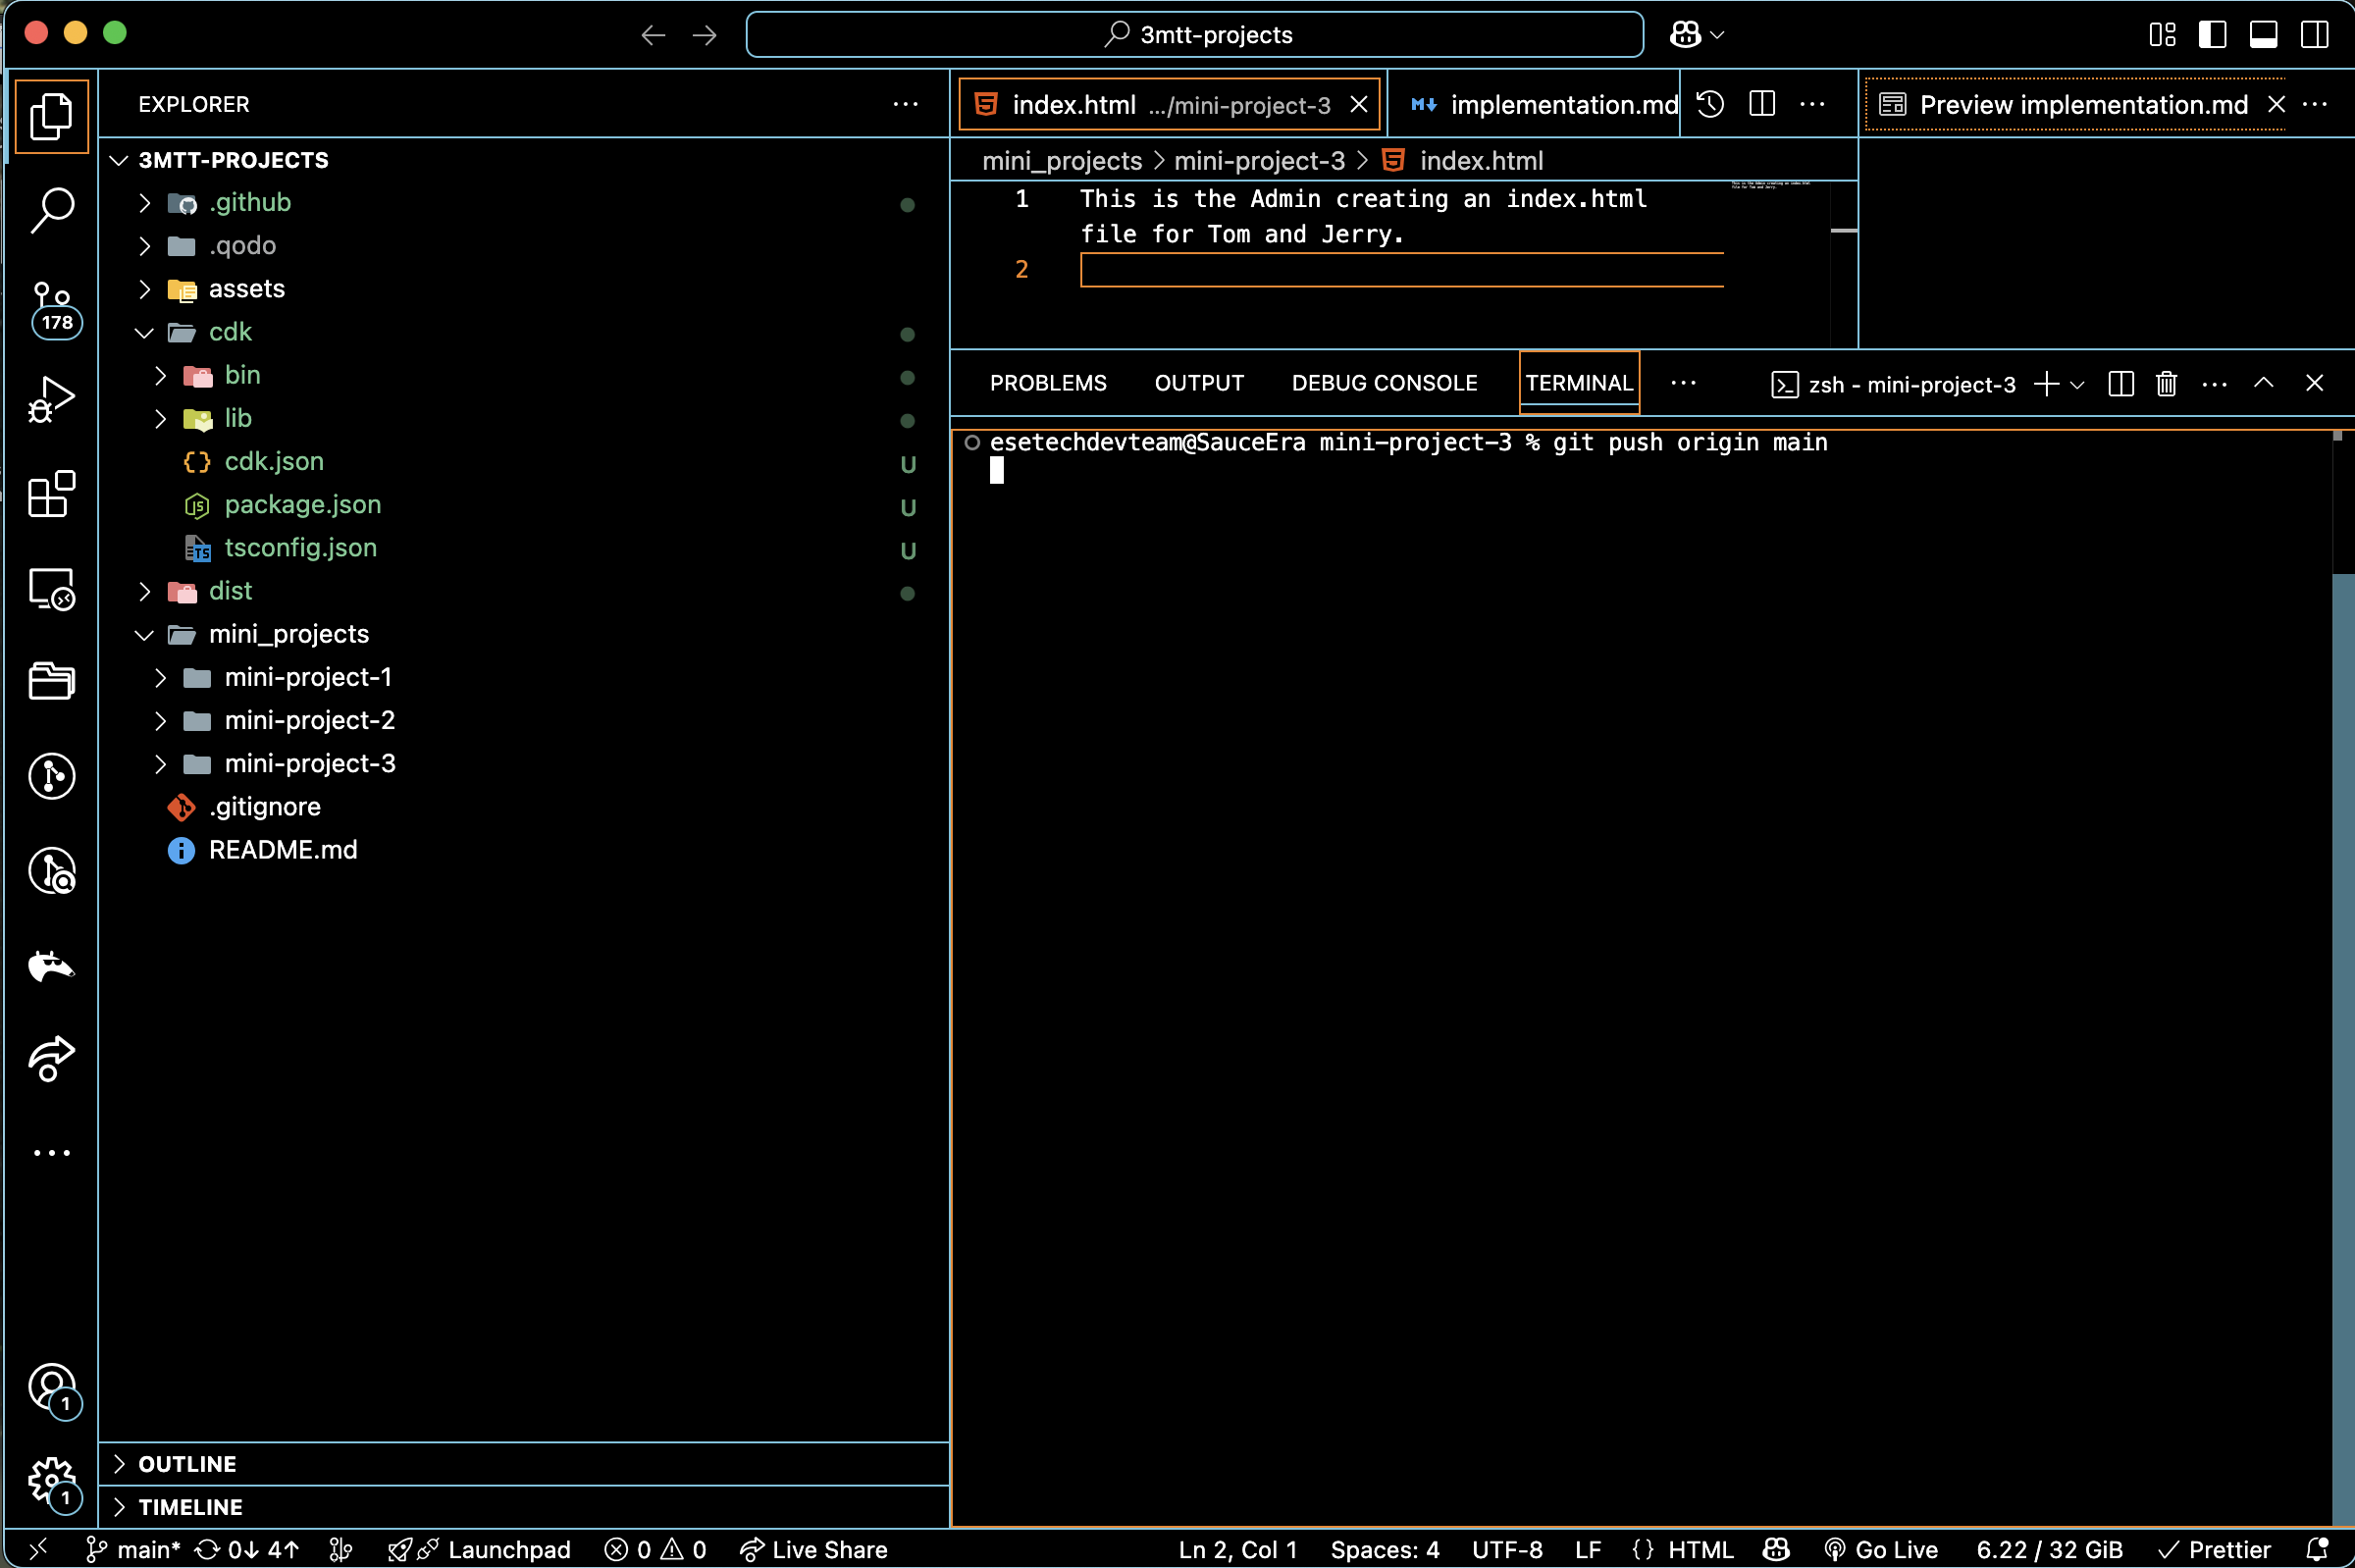 3mtt-projects
EXPLORER
3MTT-PROJECTS
.github
.qodo
assets
cdk
bin
lib
cdk.json U
package.json U
tsconfig.json U
dist
mini_projects
mini-project-1
mini-project-2
mini-project-3
.gitignore
README.md
OUTLINE
TIMELINE
178
1
1
index.html .../mini-project-3
implementation.md
Preview implementation.md
mini_projects > mini-project-3 > index.html
1 This is the Admin creating an index.html
file for Tom and Jerry.
2
PROBLEMS OUTPUT DEBUG CONSOLE TERMINAL
zsh - mini-project-3
esetechdevteam@SauceEra mini-project-3 % git push origin main
main* 0↓ 4↑ Launchpad 0 0 Live Share Ln 2, Col 1 Spaces: 4 UTF-8 LF {} HTML Go Live 6.22 / 32 GiB Prettier